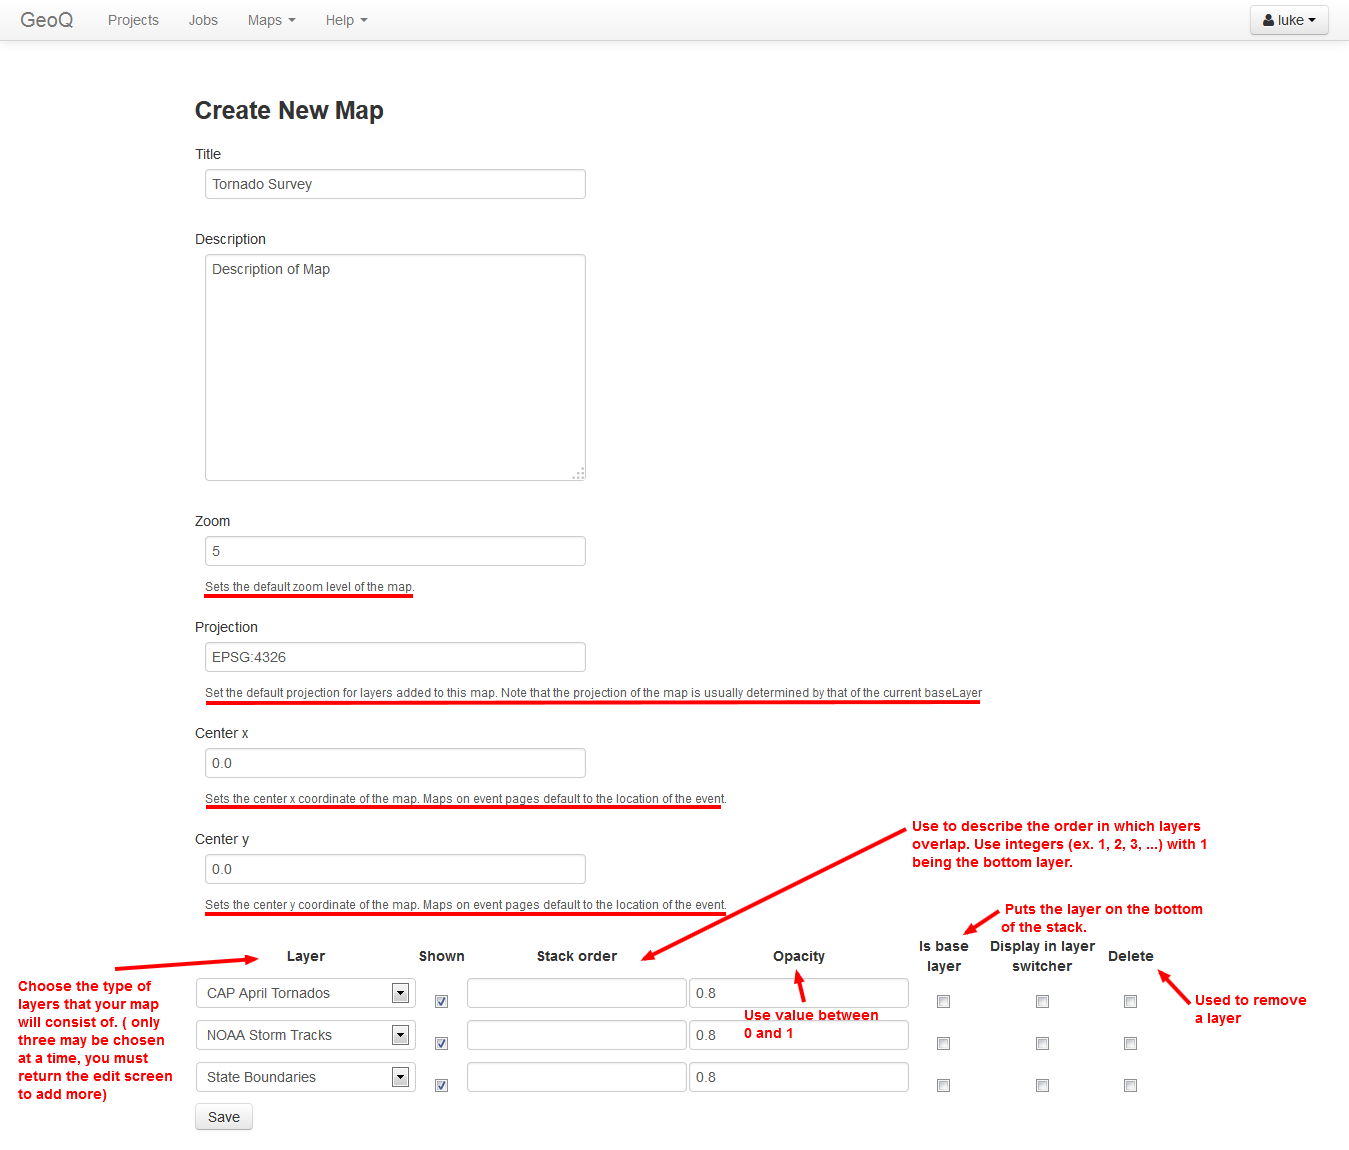 GeoQ Projects Jobs Maps Help luke
Create New Map
Title
Tornado Survey
Description
Description of Map
Zoom
5
Sets the default zoom level of the map.
Projection
EPSG:4326
Set the default projection for layers added to this map. Note that the projection of the map is usually determined by that of the current baseLayer
Center x
0.0
Sets the center x coordinate of the map. Maps on event pages default to the location of the event.
Center y
0.0
Sets the center y coordinate of the map. Maps on event pages default to the location of the event.
Use to describe the order in which layers
overlap. Use integers (ex. 1, 2, 3, ...) with 1
being the bottom layer.
Puts the layer on the bottom
of the stack.
Layer Shown Stack order Opacity Is base layer Display in layer switcher Delete
Choose the type of
layers that your map
will consist of. ( only
three may be chosen
at a time, you must
return the edit screen
to add more)
CAP April Tornados 0.8
Used to remove
a layer
Use value between
0 and 1
NOAA Storm Tracks 0.8
State Boundaries 0.8
Save